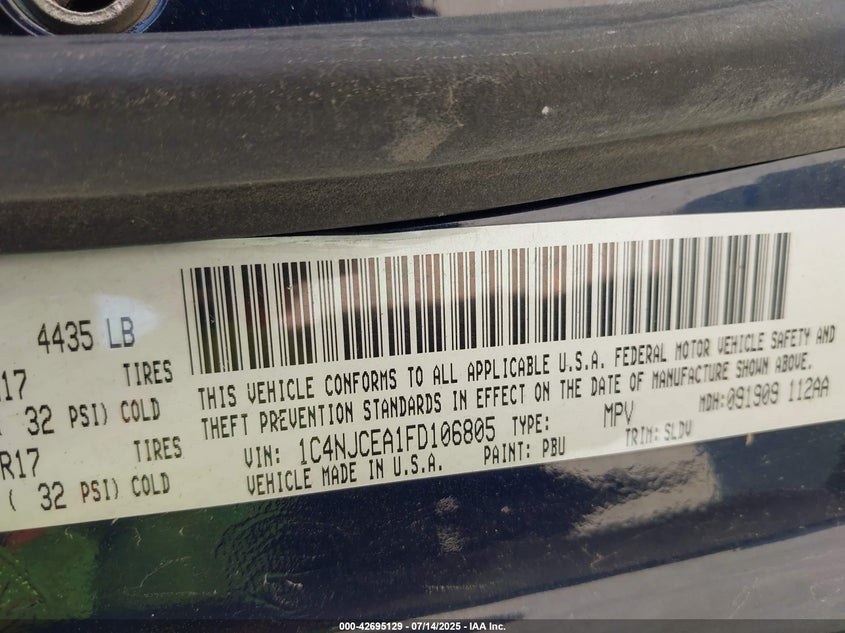 4435 LB
R17 TIRES
32 PSI) COLD
R17 TIRES
( 32 PSI) COLD
THIS VEHICLE CONFORMS TO ALL APPLICABLE U.S.A. FEDERAL MOTOR VEHICLE SAFETY AND
THEFT PREVENTION STANDARDS IN EFFECT ON THE DATE OF MANUFACTURE SHOWN ABOVE.
VIN: 1C4NJCEA1FD106805 TYPE: MPV MDH: 091909 112AA
VEHICLE MADE IN U.S.A. PAINT: PBU TRIM: SLDV
000-42695129 - 07/14/2025 - IAA Inc.